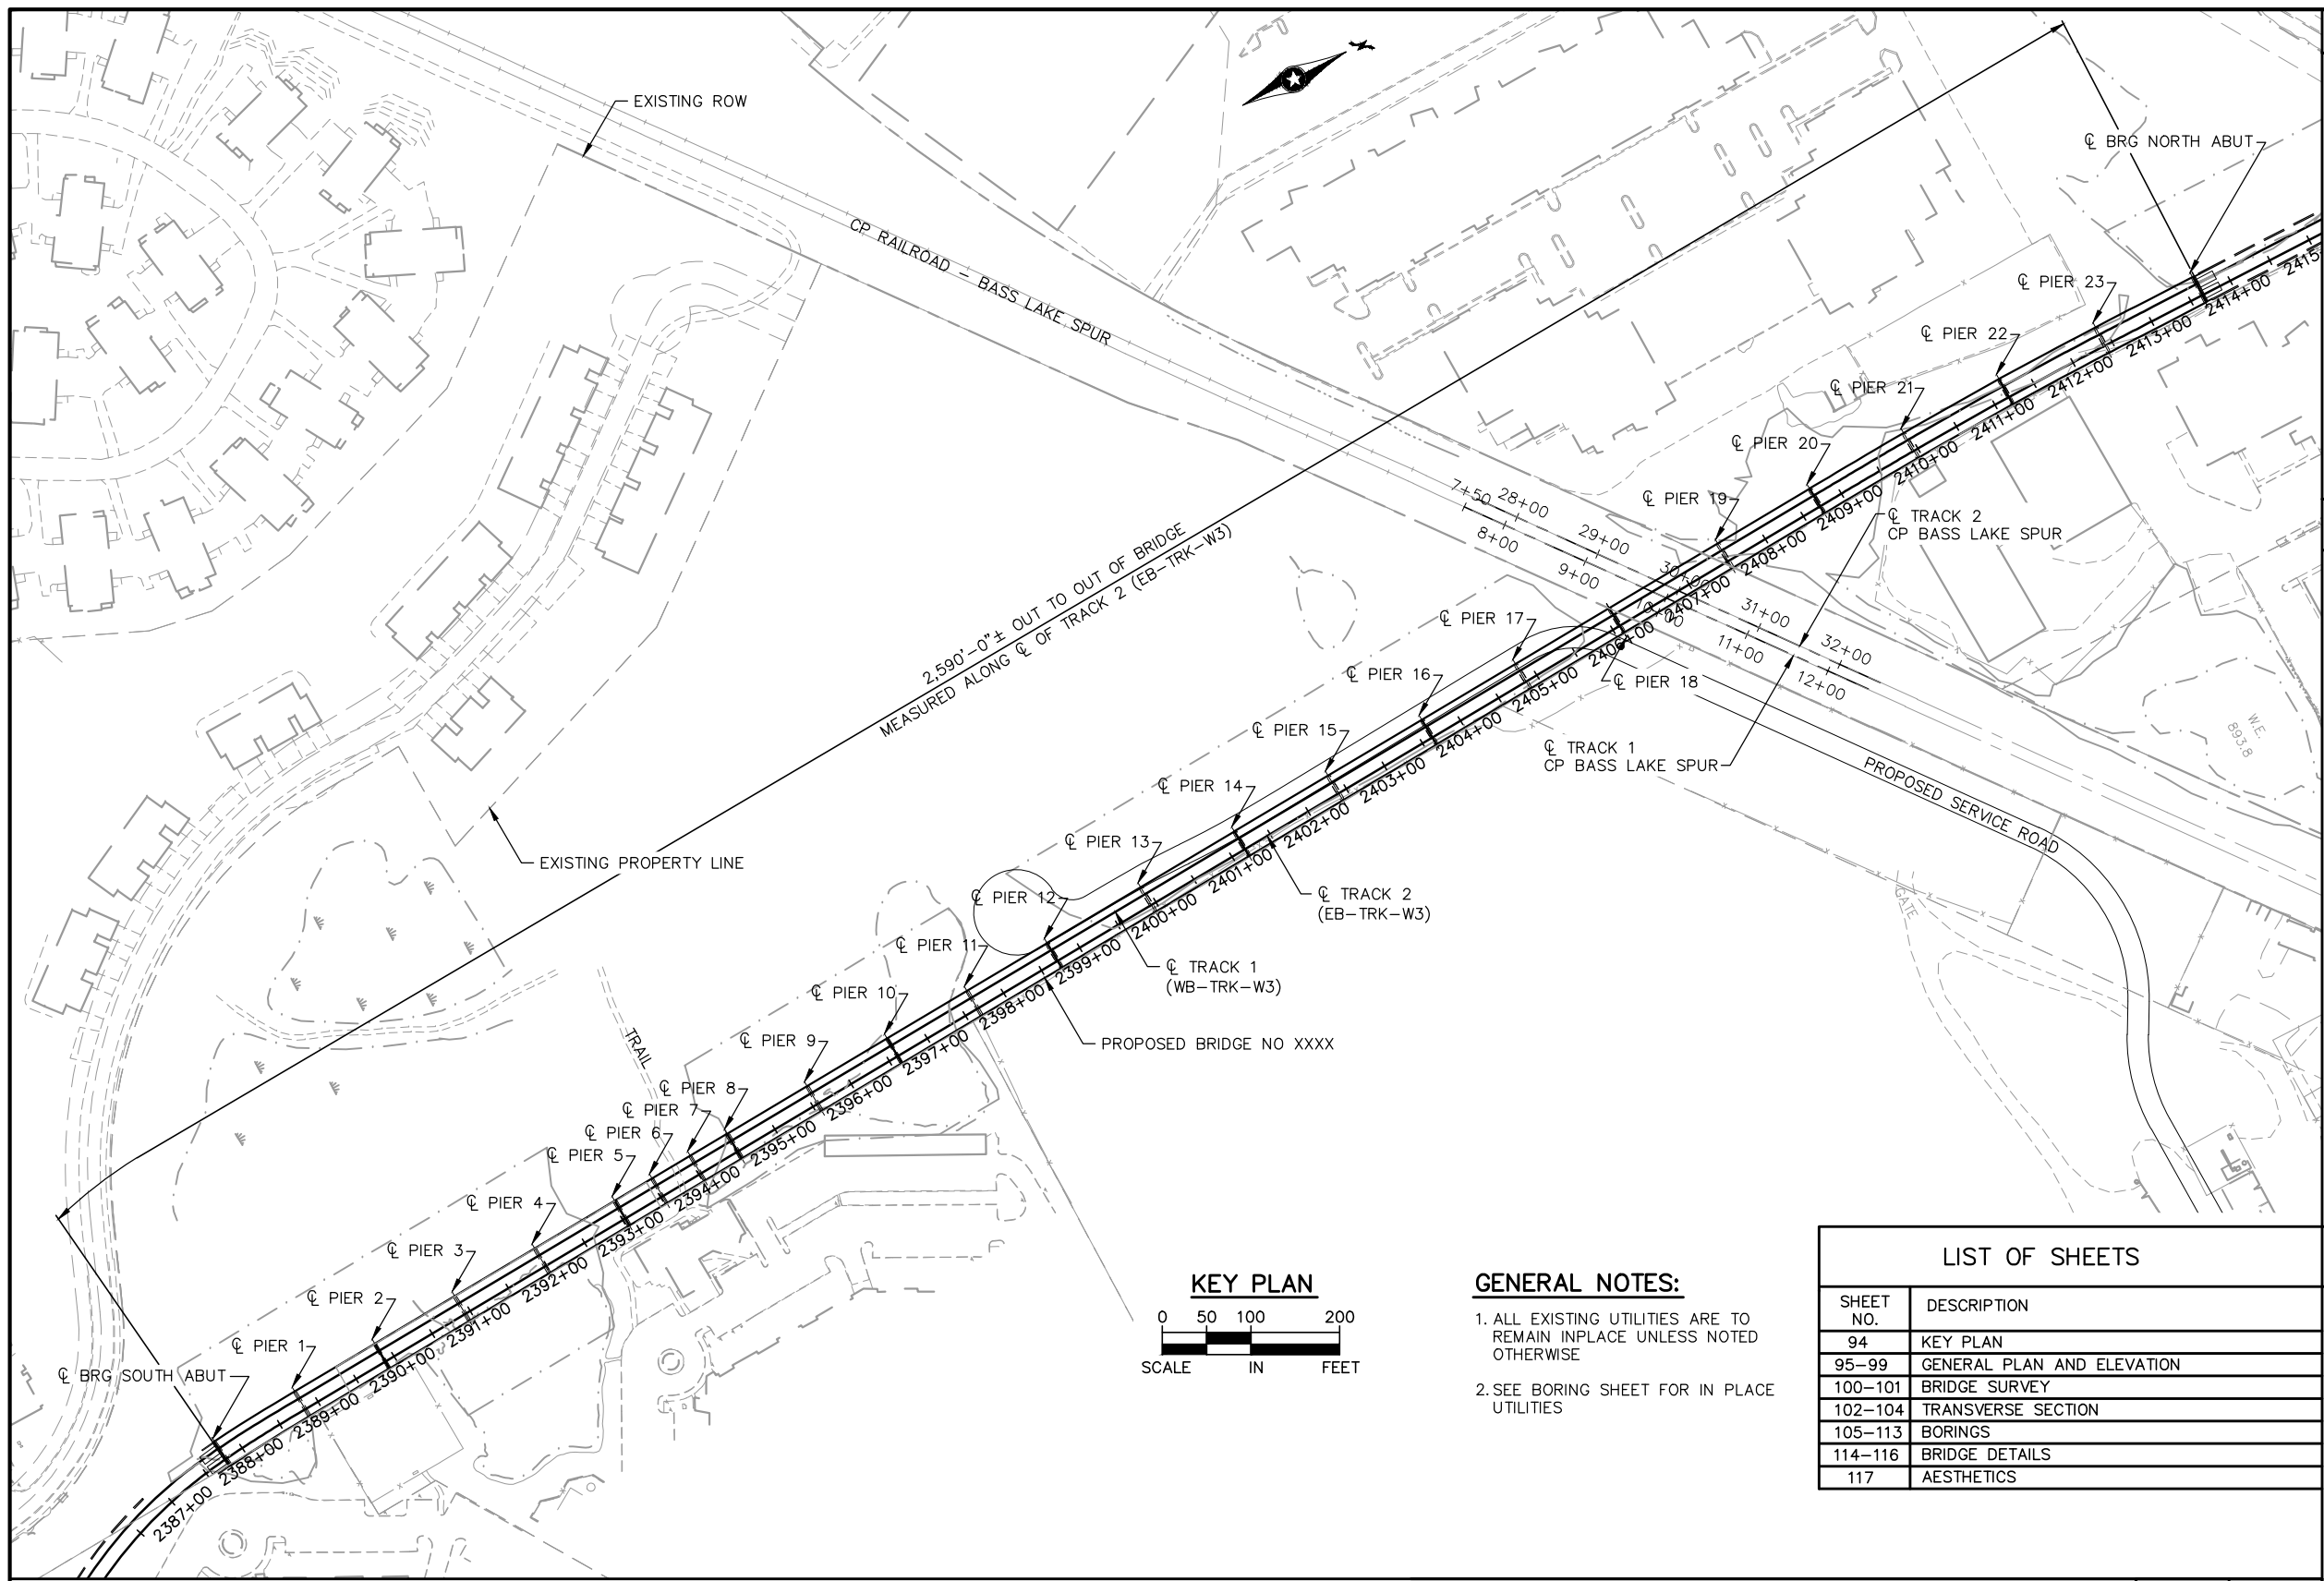 EXISTING ROW
CP RAILROAD – BASS LAKE SPUR
℄ BRG NORTH ABUT
℄ PIER 23
℄ PIER 22
℄ PIER 21
℄ PIER 20
℄ PIER 19
℄ TRACK 2
CP BASS LAKE SPUR
℄ PIER 17
℄ PIER 18
℄ PIER 16
℄ PIER 15
℄ TRACK 1
CP BASS LAKE SPUR
℄ PIER 14
℄ PIER 13
℄ PIER 12
℄ PIER 11
℄ PIER 10
℄ PIER 9
℄ PIER 8
℄ PIER 7
℄ PIER 6
℄ PIER 5
℄ PIER 4
℄ PIER 3
℄ PIER 2
℄ PIER 1
℄ BRG SOUTH ABUT
2,590'–0"± OUT TO OUT OF BRIDGE
MEASURED ALONG ℄ OF TRACK 2 (EB–TRK–W3)
7+50
8+00
9+00
10+00
11+00
12+00
28+00
29+00
30+00
31+00
32+00
W.E.
893.8
PROPOSED SERVICE ROAD
GATE
EXISTING PROPERTY LINE
TRAIL
℄ TRACK 2
(EB–TRK–W3)
℄ TRACK 1
(WB–TRK–W3)
PROPOSED BRIDGE NO XXXX
2387+00
2388+00
2389+00
2390+00
2391+00
2392+00
2393+00
2394+00
2395+00
2396+00
2397+00
2398+00
2399+00
2400+00
2401+00
2402+00
2403+00
2404+00
2405+00
2406+00
2407+00
2408+00
2409+00
2410+00
2411+00
2412+00
2413+00
2414+00
2415
KEY PLAN
0 50 100 200
SCALE IN FEET
GENERAL NOTES:
1. ALL EXISTING UTILITIES ARE TO
REMAIN INPLACE UNLESS NOTED
OTHERWISE
2. SEE BORING SHEET FOR IN PLACE
UTILITIES
LIST OF SHEETS
SHEET NO. DESCRIPTION
94 KEY PLAN
95–99 GENERAL PLAN AND ELEVATION
100–101 BRIDGE SURVEY
102–104 TRANSVERSE SECTION
105–113 BORINGS
114–116 BRIDGE DETAILS
117 AESTHETICS